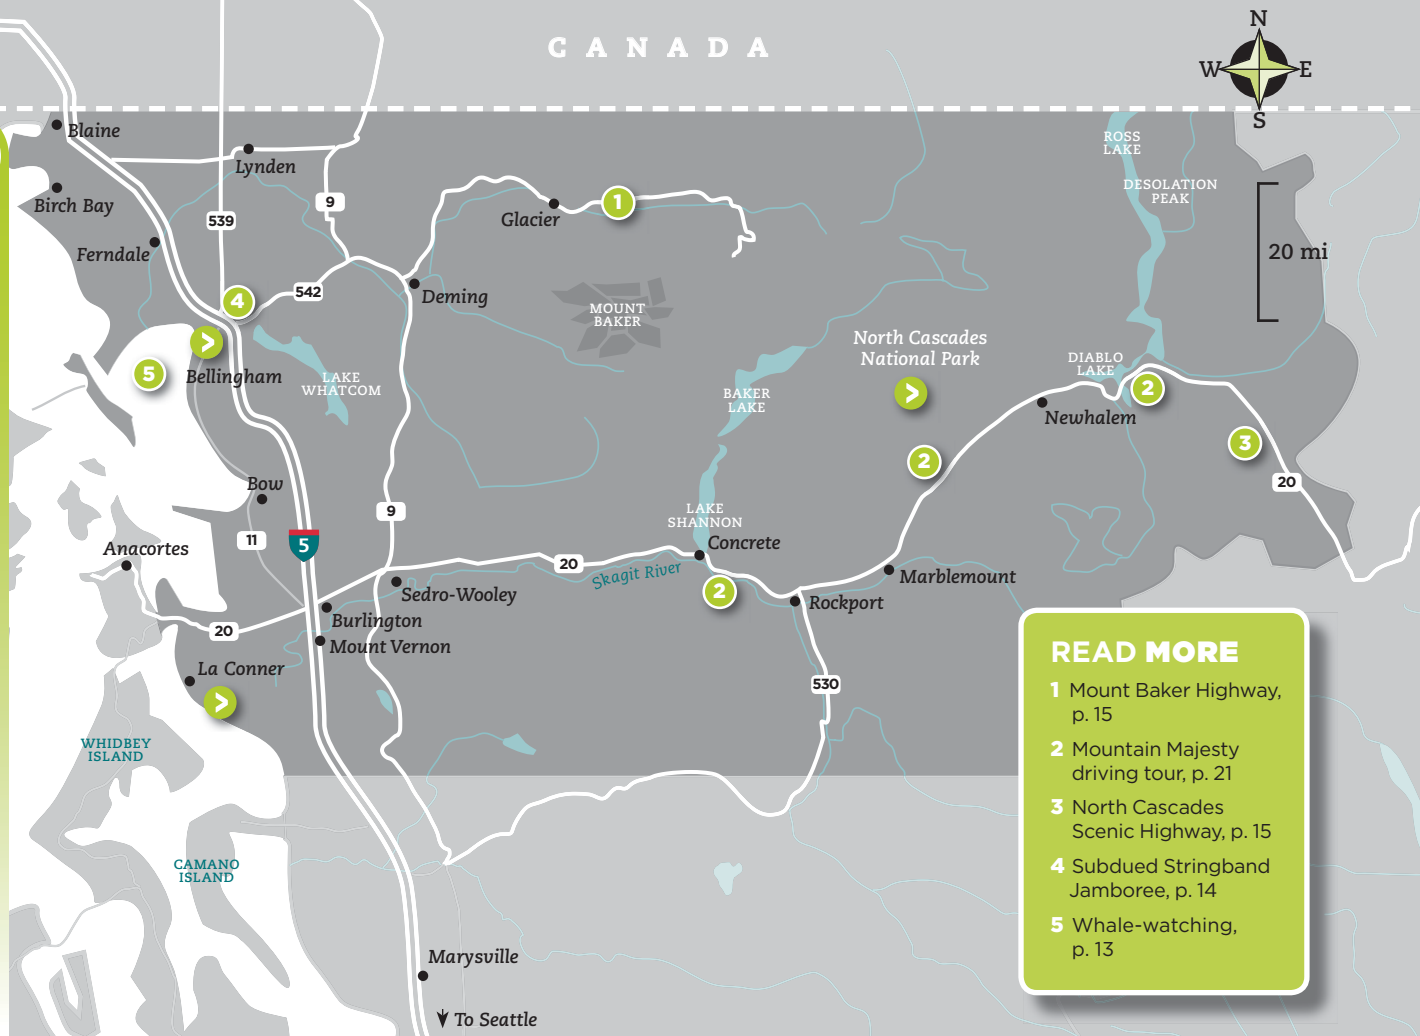 CANADA
N
W
E
S
Blaine
Lynden
Birch Bay
9
539
Ferndale
Glacier
1
ROSS
LAKE
DESOLATION
PEAK
20 mi
4
542
Deming
MOUNT
BAKER
North Cascades
National Park
>
5
Bellingham
LAKE
WHATCOM
BAKER
LAKE
>
DIABLO
LAKE
2
Newhalem
3
20
2
Bow
9
LAKE
SHANNON
Concrete
11
5
Anacortes
20
Skagit River
2
Marblemount
Rockport
Sedro-Wooley
Burlington
Mount Vernon
20
La Conner
>
530
WHIDBEY
ISLAND
CAMANO
ISLAND
Marysville
To Seattle
READ MORE
1 Mount Baker Highway,
p. 15
2 Mountain Majesty
driving tour, p. 21
3 North Cascades
Scenic Highway, p. 15
4 Subdued Stringband
Jamboree, p. 14
5 Whale-watching,
p. 13